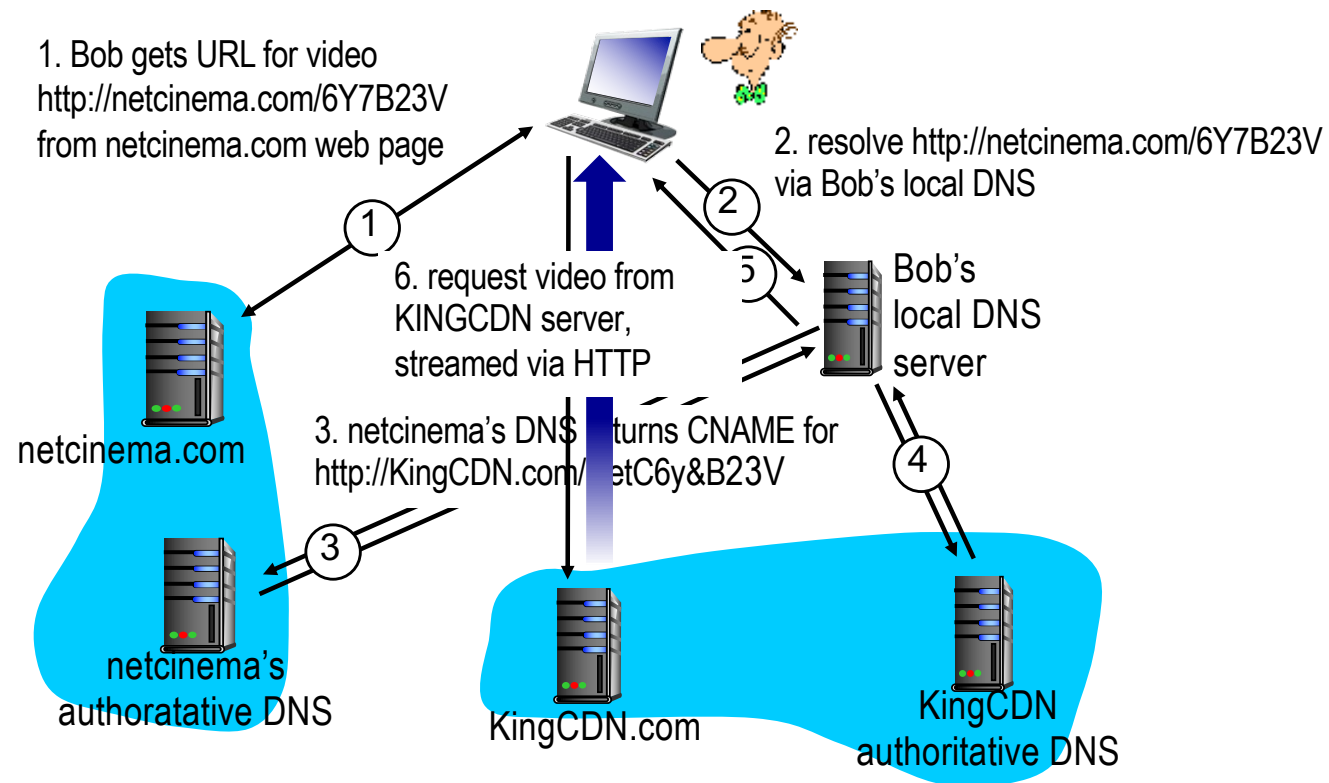 1. Bob gets URL for video
http://netcinema.com/6Y7B23V
from netcinema.com web page
2. resolve http://netcinema.com/6Y7B23V
via Bob's local DNS
1
2
5
6. request video from
KINGCDN server,
streamed via HTTP
Bob's
local DNS
server
netcinema.com
3. netcinema's DNS turns CNAME for
http://KingCDN.com/ etC6y&B23V
4
3
netcinema's
authoratative DNS
KingCDN.com
KingCDN
authoritative DNS